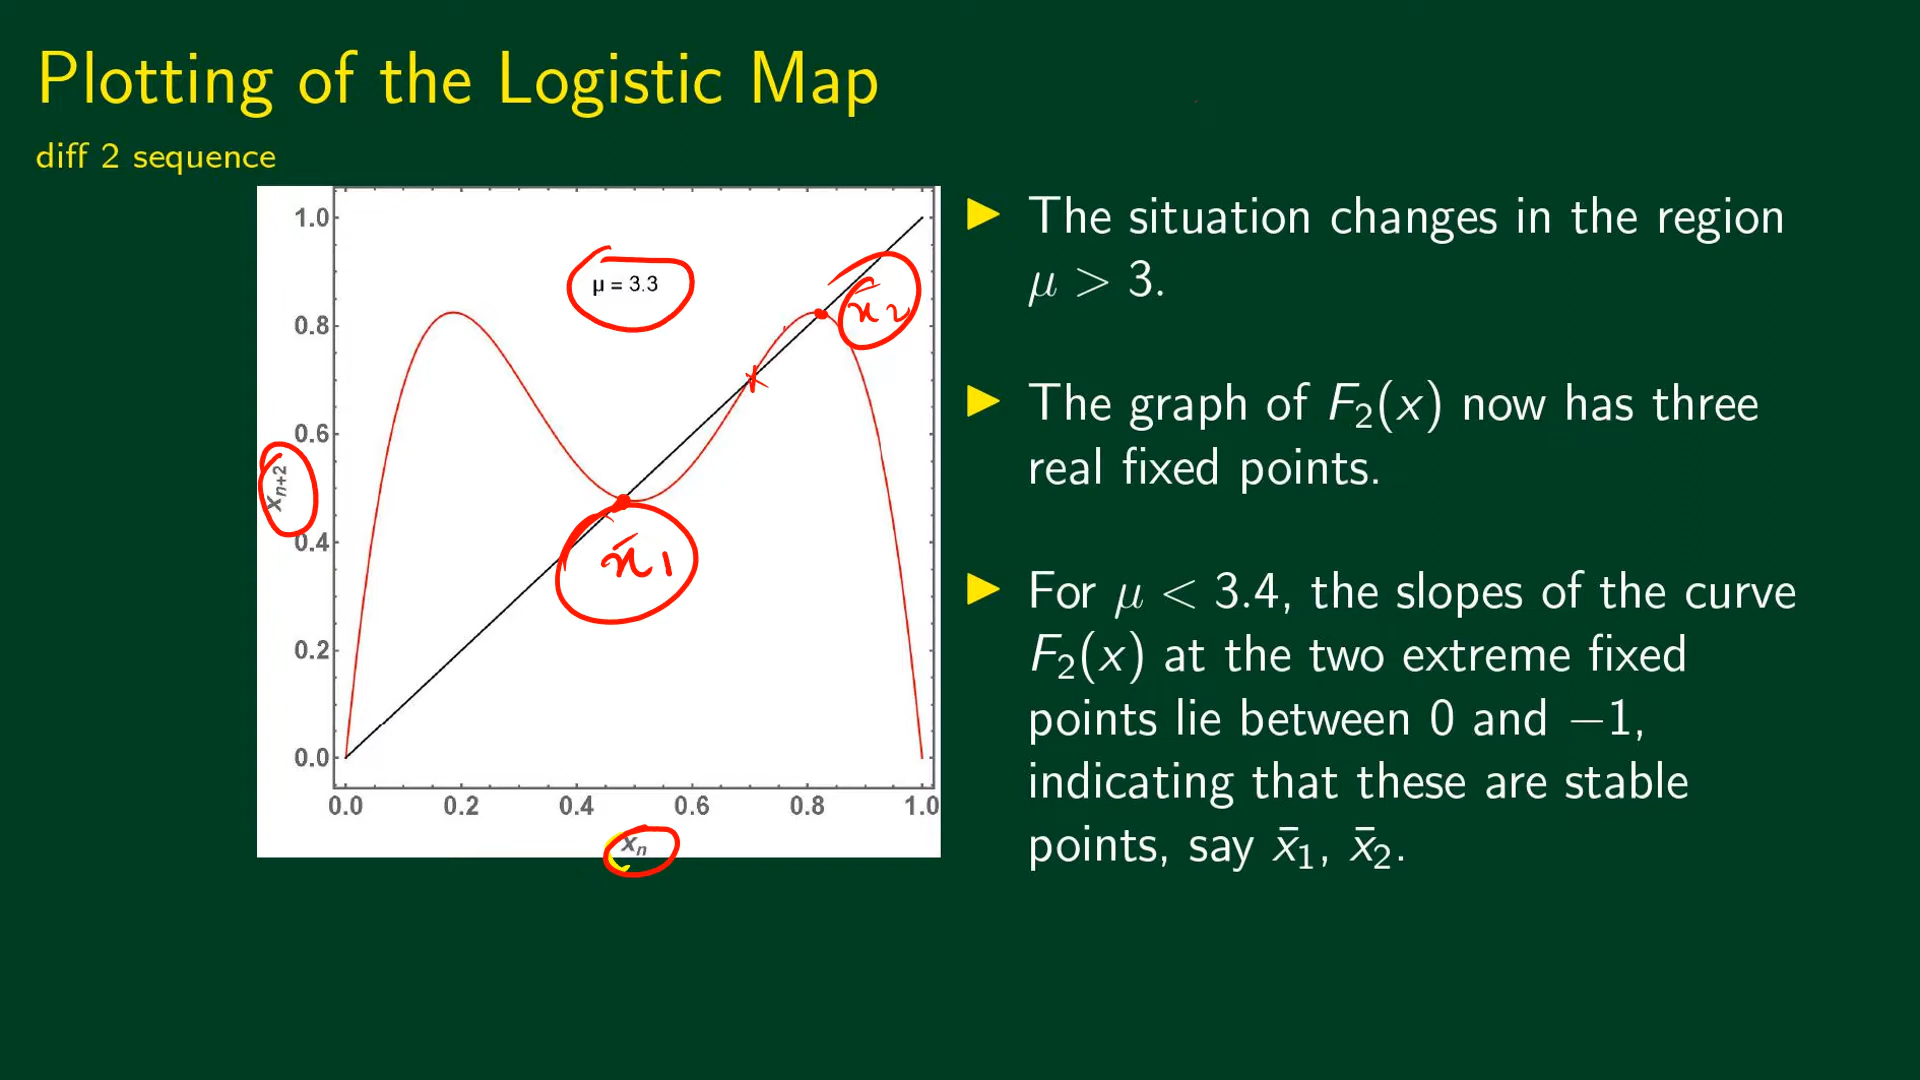 Plotting of the Logistic Map
diff 2 sequence
1.0
0.8
0.6
0.4
0.2
0.0
x_{n+2}
μ = 3.3
x̄2
x̄1
0.0 0.2 0.4 0.6 0.8 1.0
x_n
▶ The situation changes in the region
μ > 3.
▶ The graph of F₂(x) now has three
real fixed points.
▶ For μ < 3.4, the slopes of the curve
F₂(x) at the two extreme fixed
points lie between 0 and −1,
indicating that these are stable
points, say x̄₁, x̄₂.